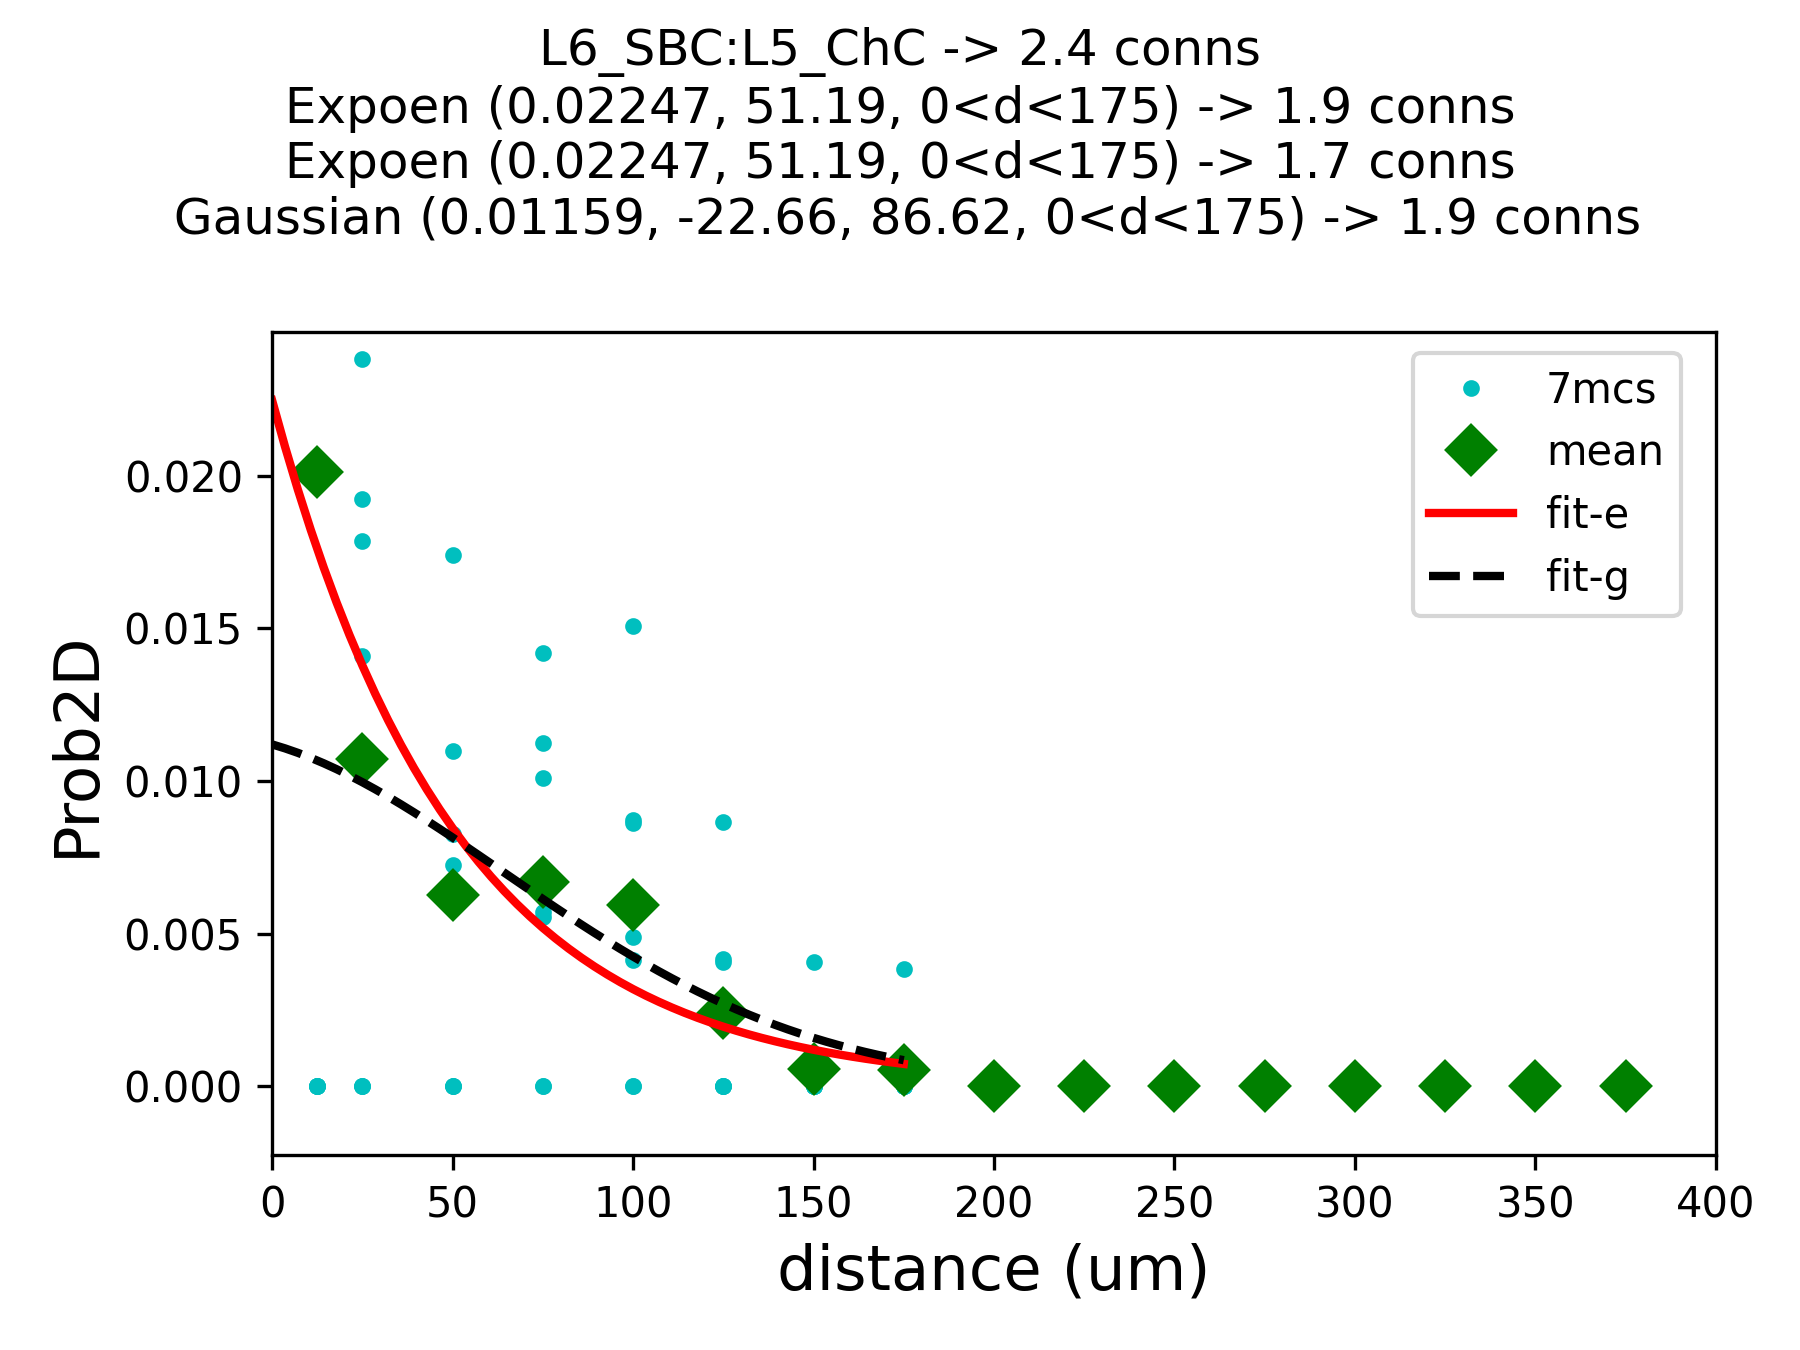 L6_SBC:L5_ChC -> 2.4 conns
Expoen (0.02247, 51.19, 0<d<175) -> 1.9 conns
Expoen (0.02247, 51.19, 0<d<175) -> 1.7 conns
Gaussian (0.01159, -22.66, 86.62, 0<d<175) -> 1.9 conns
7mcs
mean
fit-e
fit-g
Prob2D
0.020
0.015
0.010
0.005
0.000
0 50 100 150 200 250 300 350 400
distance (um)